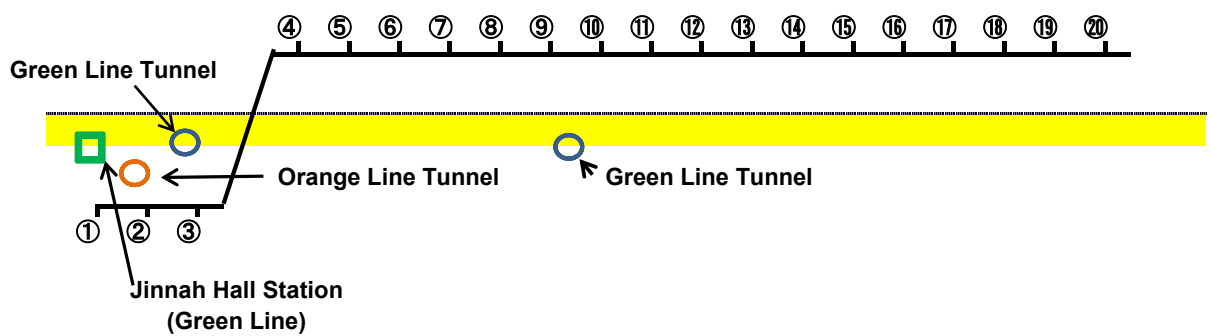 ④ ⑤ ⑥ ⑦ ⑧ ⑨ ⑩ ⑪ ⑫ ⑬ ⑭ ⑮ ⑯ ⑰ ⑱ ⑲ ⑳
Green Line Tunnel
Orange Line Tunnel
Green Line Tunnel
① ② ③
Jinnah Hall Station
(Green Line)